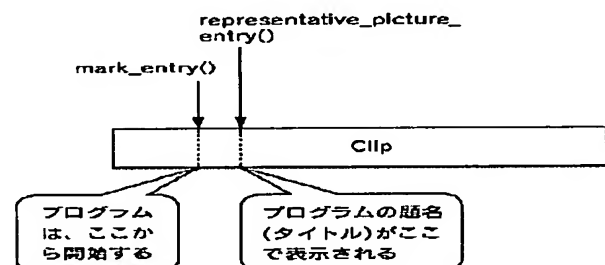 representative_picture_
entry()
mark_entry()
Clip
プログラム
は、ここか
ら開始する
プログラムの題名
(タイトル)がここ
で表示される